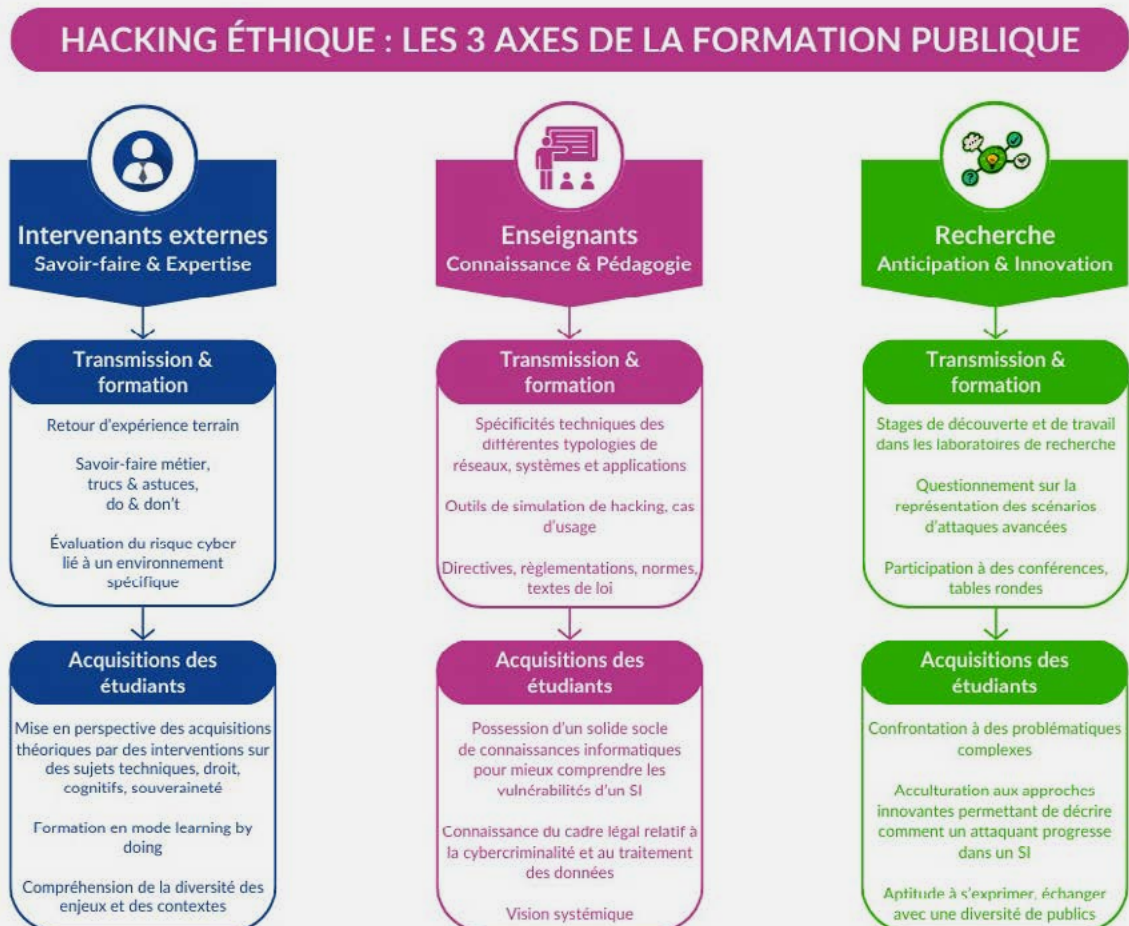 HACKING ÉTHIQUE : LES 3 AXES DE LA FORMATION PUBLIQUE
Intervenants externes
Savoir-faire & Expertise
Transmission &
formation
Retour d'expérience terrain
Savoir-faire métier,
trucs & astuces,
do & don't
Évaluation du risque cyber
lié à un environnement
spécifique
Acquisitions des
étudiants
Mise en perspective des acquisitions
théoriques par des interventions sur
des sujets techniques, droit,
cognitifs, souveraineté
Formation en mode learning by
doing
Compréhension de la diversité des
enjeux et des contextes
Enseignants
Connaissance & Pédagogie
Transmission &
formation
Spécificités techniques des
différentes typologies de
réseaux, systèmes et applications
Outils de simulation de hacking, cas
d'usage
Directives, règlementations, normes,
textes de loi
Acquisitions des
étudiants
Possession d'un solide socle
de connaissances informatiques
pour mieux comprendre les
vulnérabilités d'un SI
Connaissance du cadre légal relatif à
la cybercriminalité et au traitement
des données
Vision systémique
Recherche
Anticipation & Innovation
Transmission &
formation
Stages de découverte et de travail
dans les laboratoires de recherche
Questionnement sur la
représentation des scénarios
d'attaques avancées
Participation à des conférences,
tables rondes
Acquisitions des
étudiants
Confrontation à des problématiques
complexes
Acculturation aux approches
innovantes permettant de décrire
comment un attaquant progresse
dans un SI
Aptitude à s'exprimer, échanger
avec une diversité de publics